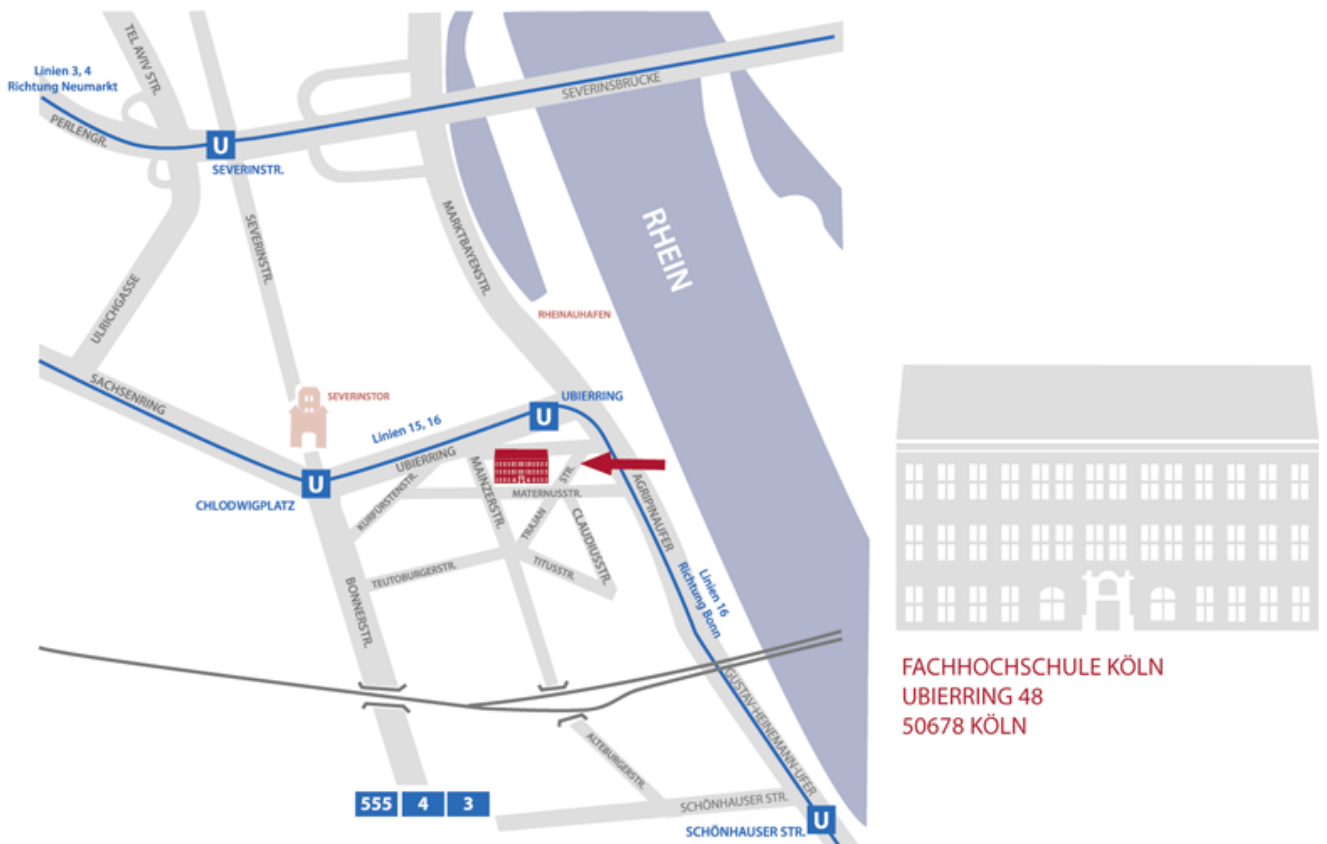 TEL AVIV STR.
Linien 3, 4
Richtung Neumarkt
PERLENGR.
U
SEVERINSTR.
SEVERINSBRÜCKE
SEVERINSTR.
MARKTBAYENSTR.
RHEIN
ULRICHGASSE
RHEINAUHAFEN
SACHSENRING
SEVERINSTOR
UBIERRING
U
Linien 15, 16
UBIERRING
U
CHLODWIGPLATZ
KURFÜRSTENSTR.
MAINZERSTR.
TRAJAN STR.
MATERNUSSTR.
CLAUDIUSSTR.
AGRIPINAUFER
TEUTOBURGERSTR.
TITUSSTR.
BONNERSTR.
Linien 16
Richtung Bonn
GUSTAV-HEINEMANN-UFER
ALTEBURGERSTR.
555 4 3
SCHÖNHAUSER STR.
SCHÖNHAUSER STR.
U
FACHHOCHSCHULE KÖLN
UBIERRING 48
50678 KÖLN